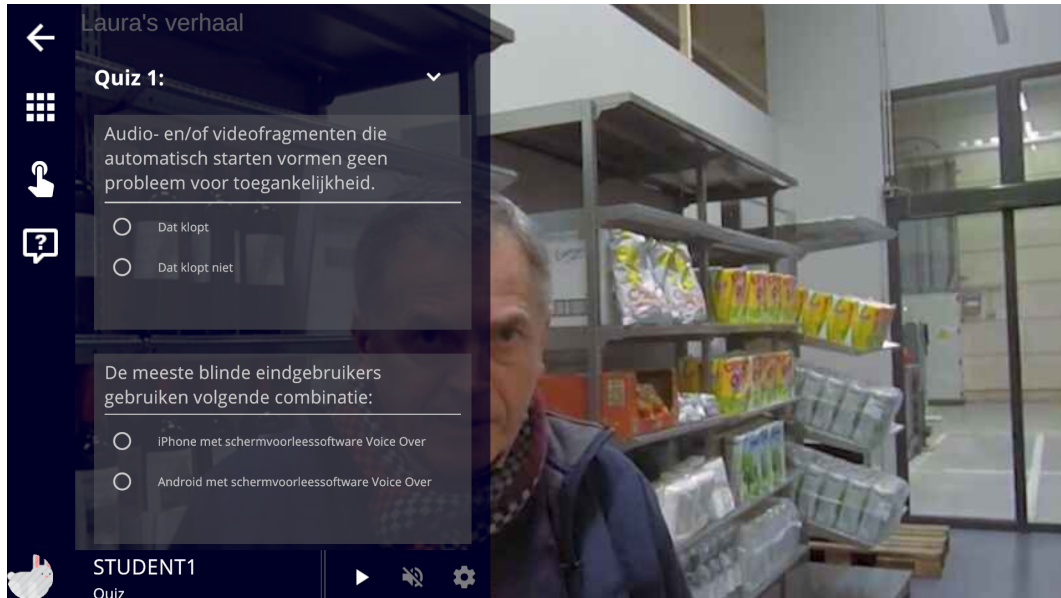 Laura's verhaal
Quiz 1:
Audio- en/of videofragmenten die
automatisch starten vormen geen
probleem voor toegankelijkheid.
Dat klopt
Dat klopt niet
De meeste blinde eindgebruikers
gebruiken volgende combinatie:
iPhone met schermvoorleessoftware Voice Over
Android met schermvoorleessoftware Voice Over
STUDENT1
Quiz